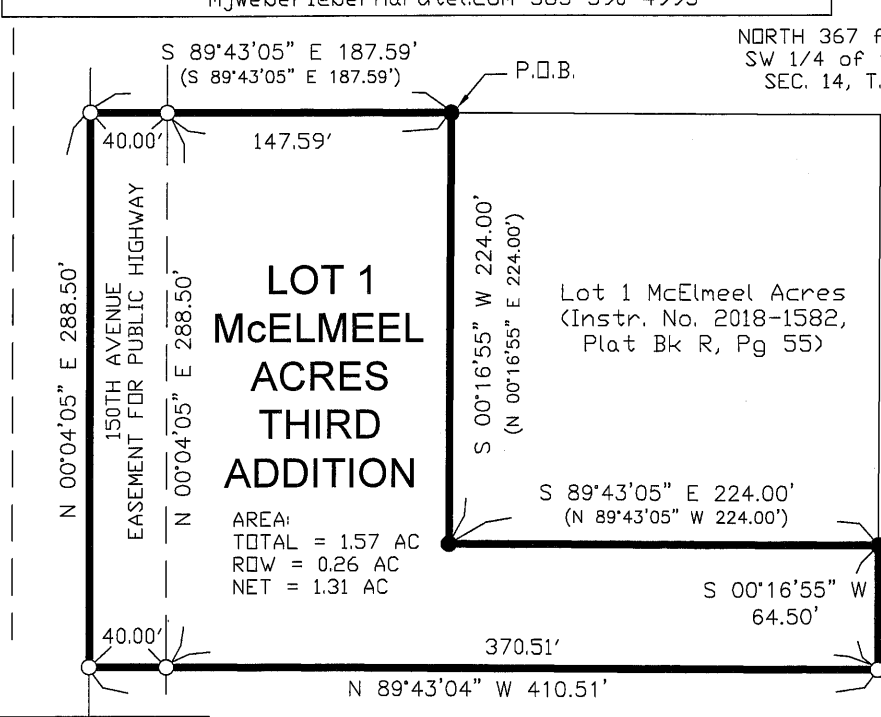 S 89°43'05" E 187.59'
(S 89°43'05" E 187.59')
P.O.B.
NORTH 367 f
SW 1/4 of
SEC. 14, T.
40.00'
147.59'
N 00°04'05" E 288.50'
150TH AVENUE
EASEMENT FOR PUBLIC HIGHWAY
N 00°04'05" E 288.50'
LOT 1
McELMEEL
ACRES
THIRD
ADDITION
AREA:
TOTAL = 1.57 AC
ROW = 0.26 AC
NET = 1.31 AC
S 00°16'55" W 224.00'
(N 00°16'55" E 224.00')
Lot 1 McElmeel Acres
(Instr. No. 2018-1582,
Plat Bk R, Pg 55)
S 89°43'05" E 224.00'
(N 89°43'05" W 224.00')
S 00°16'55" W
64.50'
40.00'
370.51'
N 89°43'04" W 410.51'